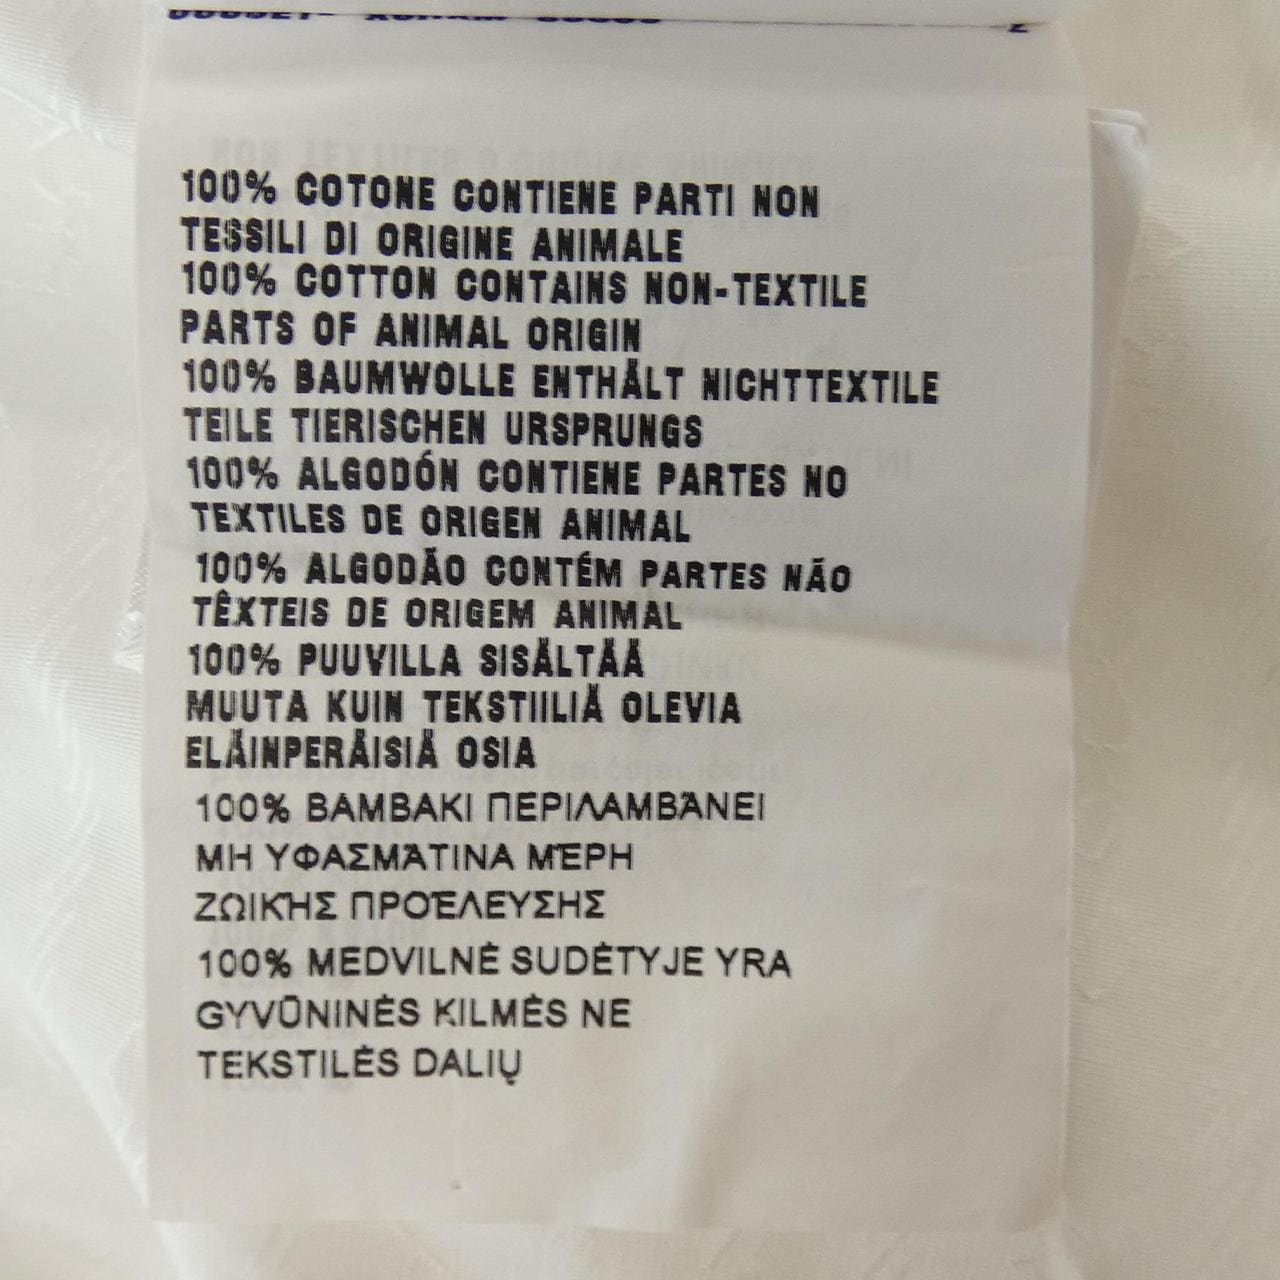 100% COTONE CONTIENE PARTI NON
TESSILI DI ORIGINE ANIMALE
100% COTTON CONTAINS NON-TEXTILE
PARTS OF ANIMAL ORIGIN
100% BAUMWOLLE ENTHÄLT NICHTTEXTILE
TEILE TIERISCHEN URSPRUNGS
100% ALGODÓN CONTIENE PARTES NO
TEXTILES DE ORIGEN ANIMAL
100% ALGODÃO CONTÉM PARTES NÃO
TÊXTEIS DE ORIGEM ANIMAL
100% PUUVILLA SISÄLTÄÄ
MUUTA KUIN TEKSTIILIÄ OLEVIA
ELÄINPERÄISIÄ OSIA
100% ΒΑΜΒΑΚΙ ΠΕΡΙΛΑΜΒΆΝΕΙ
ΜΗ ΥΦΑΣΜΆΤΙΝΑ ΜΈΡΗ
ΖΩΙΚΉΣ ΠΡΟΈΛΕΥΣΗΣ
100% MEDVILNĖ SUDĖTYJE YRA
GYVŪNINĖS KILMĖS NE
TEKSTILĖS DALIŲ